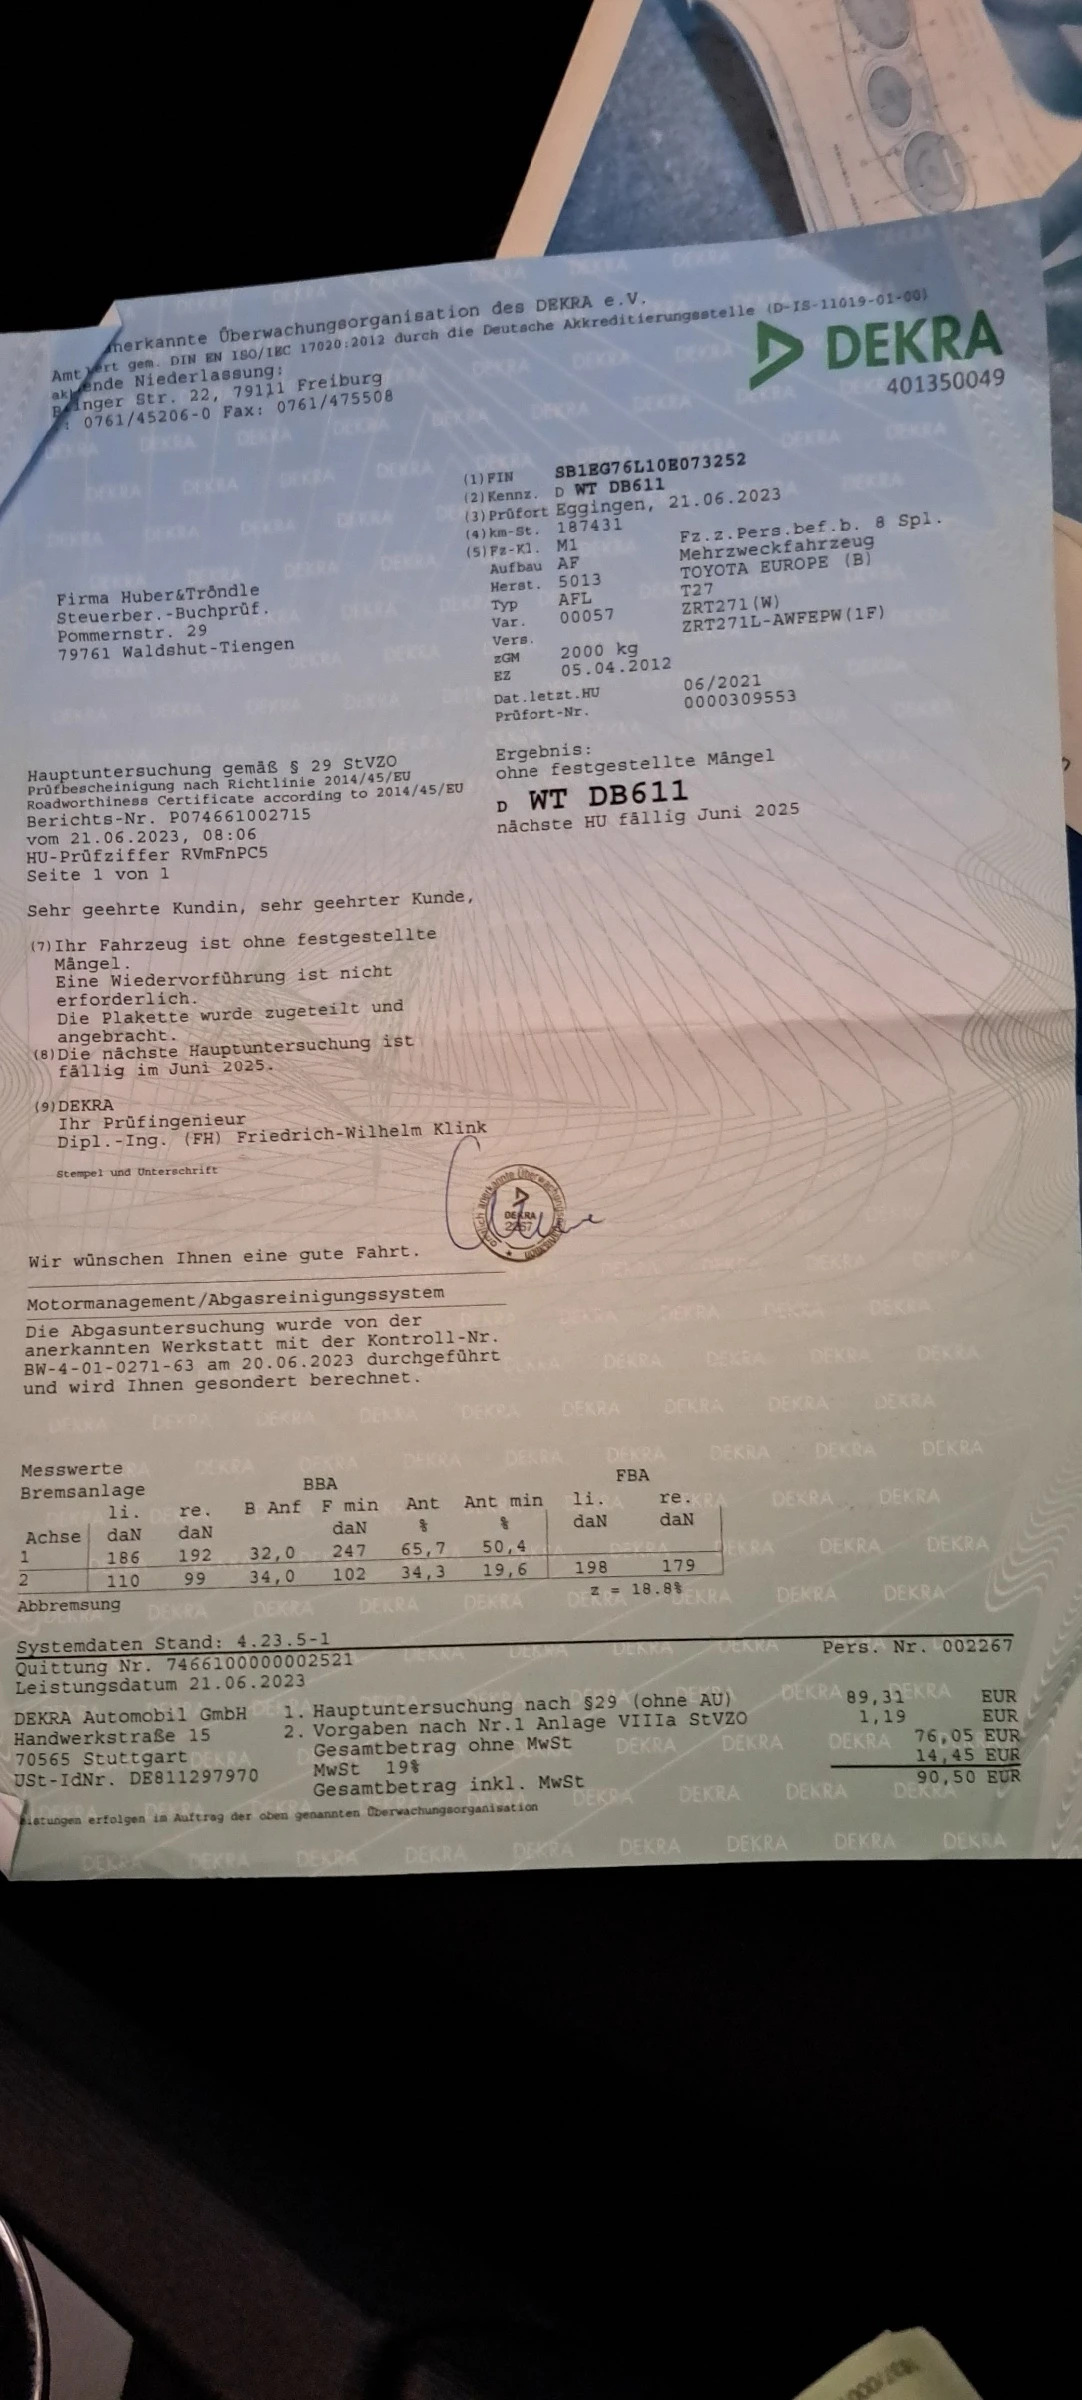 anerkannte Überwachungsorganisation des DEKRA e.V.
gem. DIN EN ISO/IEC 17020:2012 durch die Deutsche Akkreditierungsstelle (D-IS-11019-01-00)
Niederlassung:
Str. 22, 79111 Freiburg
: 0761/45206-0 Fax: 0761/475508
DEKRA
401350049
(1) FIN SB1EG76L10E073252
(2) Kennz. D WT DB611
(3) Prüfort Eggingen, 21.06.2023
(4) km-St. 187431
(5) Fz-Kl. M1 Fz.z.Pers.bef.b. 8 Spl.
Aufbau AF Mehrzweckfahrzeug
Herst. 5013 TOYOTA EUROPE (B)
Typ AFL T27
Var. 00057 ZRT271(W)
Vers. ZRT271L-AWFEPW(1F)
zGM 2000 kg
EZ 05.04.2012
Dat.letzt.HU 06/2021
Prüfort-Nr. 0000309553
Firma Huber&Tröndle
Steuerber.-Buchprüf.
Pommernstr. 29
79761 Waldshut-Tiengen
Hauptuntersuchung gemäß § 29 StVZO
Prüfbescheinigung nach Richtlinie 2014/45/EU
Roadworthiness Certificate according to 2014/45/EU
Berichts-Nr. P074661002715
vom 21.06.2023, 08:06
HU-Prüfziffer RVmFnPC5
Seite 1 von 1
Ergebnis:
ohne festgestellte Mängel
D WT DB611
nächste HU fällig Juni 2025
Sehr geehrte Kundin, sehr geehrter Kunde,
(7) Ihr Fahrzeug ist ohne festgestellte
Mängel.
Eine Wiedervorführung ist nicht
erforderlich.
Die Plakette wurde zugeteilt und
angebracht.
(8) Die nächste Hauptuntersuchung ist
fällig im Juni 2025.
(9) DEKRA
Ihr Prüfingenieur
Dipl.-Ing. (FH) Friedrich-Wilhelm Klink
Stempel und Unterschrift
Wir wünschen Ihnen eine gute Fahrt.
Motormanagement/Abgasreinigungssystem
Die Abgasuntersuchung wurde von der
anerkannten Werkstatt mit der Kontroll-Nr.
BW-4-01-0271-63 am 20.06.2023 durchgeführt
und wird Ihnen gesondert berechnet.
Messwerte
Bremsanlage BBA FBA
li. re. B Anf F min Ant Ant min li. re.
Achse daN daN daN % % daN daN
1 186 192 32,0 247 65,7 50,4
2 110 99 34,0 102 34,3 19,6 198 179
Abbremsung z = 18.8%
Systemdaten Stand: 4.23.5-1
Quittung Nr. 7466100000002521 Pers. Nr. 002267
Leistungsdatum 21.06.2023
DEKRA Automobil GmbH 1. Hauptuntersuchung nach §29 (ohne AU) 89,31 EUR
Handwerkstraße 15 2. Vorgaben nach Nr.1 Anlage VIIIa StVZO 1,19 EUR
70565 Stuttgart Gesamtbetrag ohne MwSt 76,05 EUR
USt-IdNr. DE811297970 MwSt 19% 14,45 EUR
Gesamtbetrag inkl. MwSt 90,50 EUR
erfolgen im Auftrag der oben genannten Überwachungsorganisation